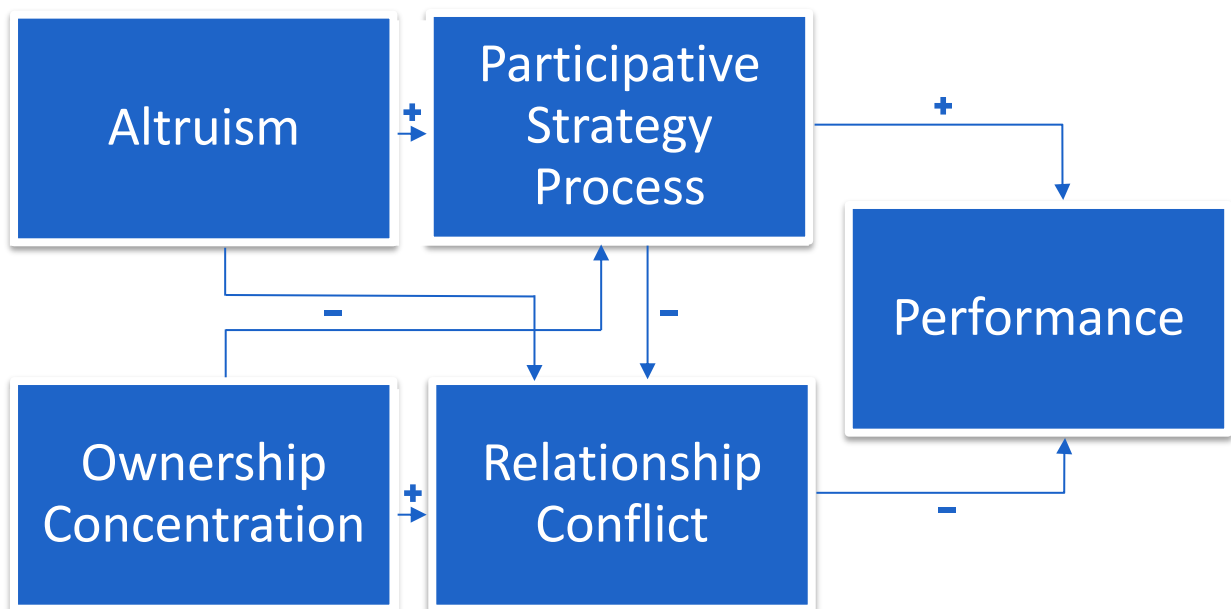 Altruism
+
Participative
Strategy
Process
+
Performance
-
-
Ownership
Concentration
+
Relationship
Conflict
-